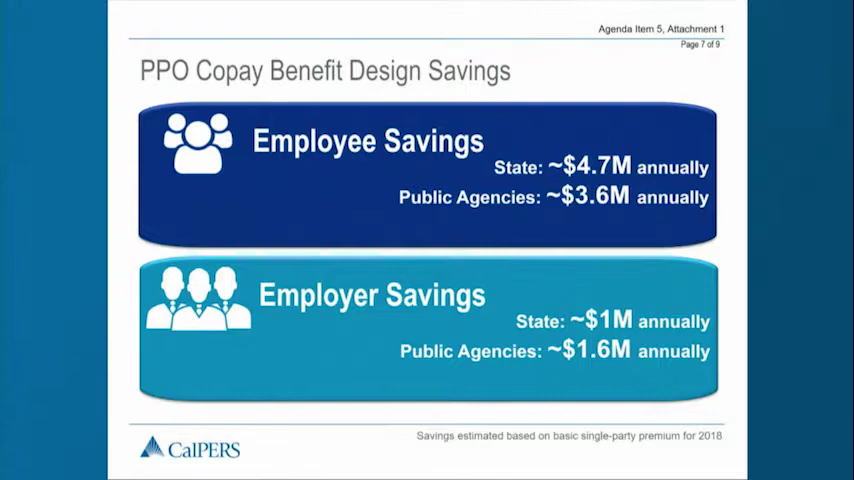 Agenda Item 5, Attachment 1
Page 7 of 9
PPO Copay Benefit Design Savings
Employee Savings
State: ~$4.7M annually
Public Agencies: ~$3.6M annually
Employer Savings
State: ~$1M annually
Public Agencies: ~$1.6M annually
Savings estimated based on basic single-party premium for 2018
CalPERS